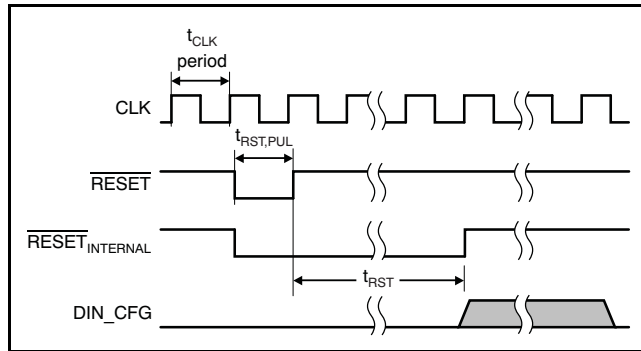 t_CLK
period
CLK
t_RST,PUL
RESET
RESET_INTERNAL
t_RST
DIN_CFG